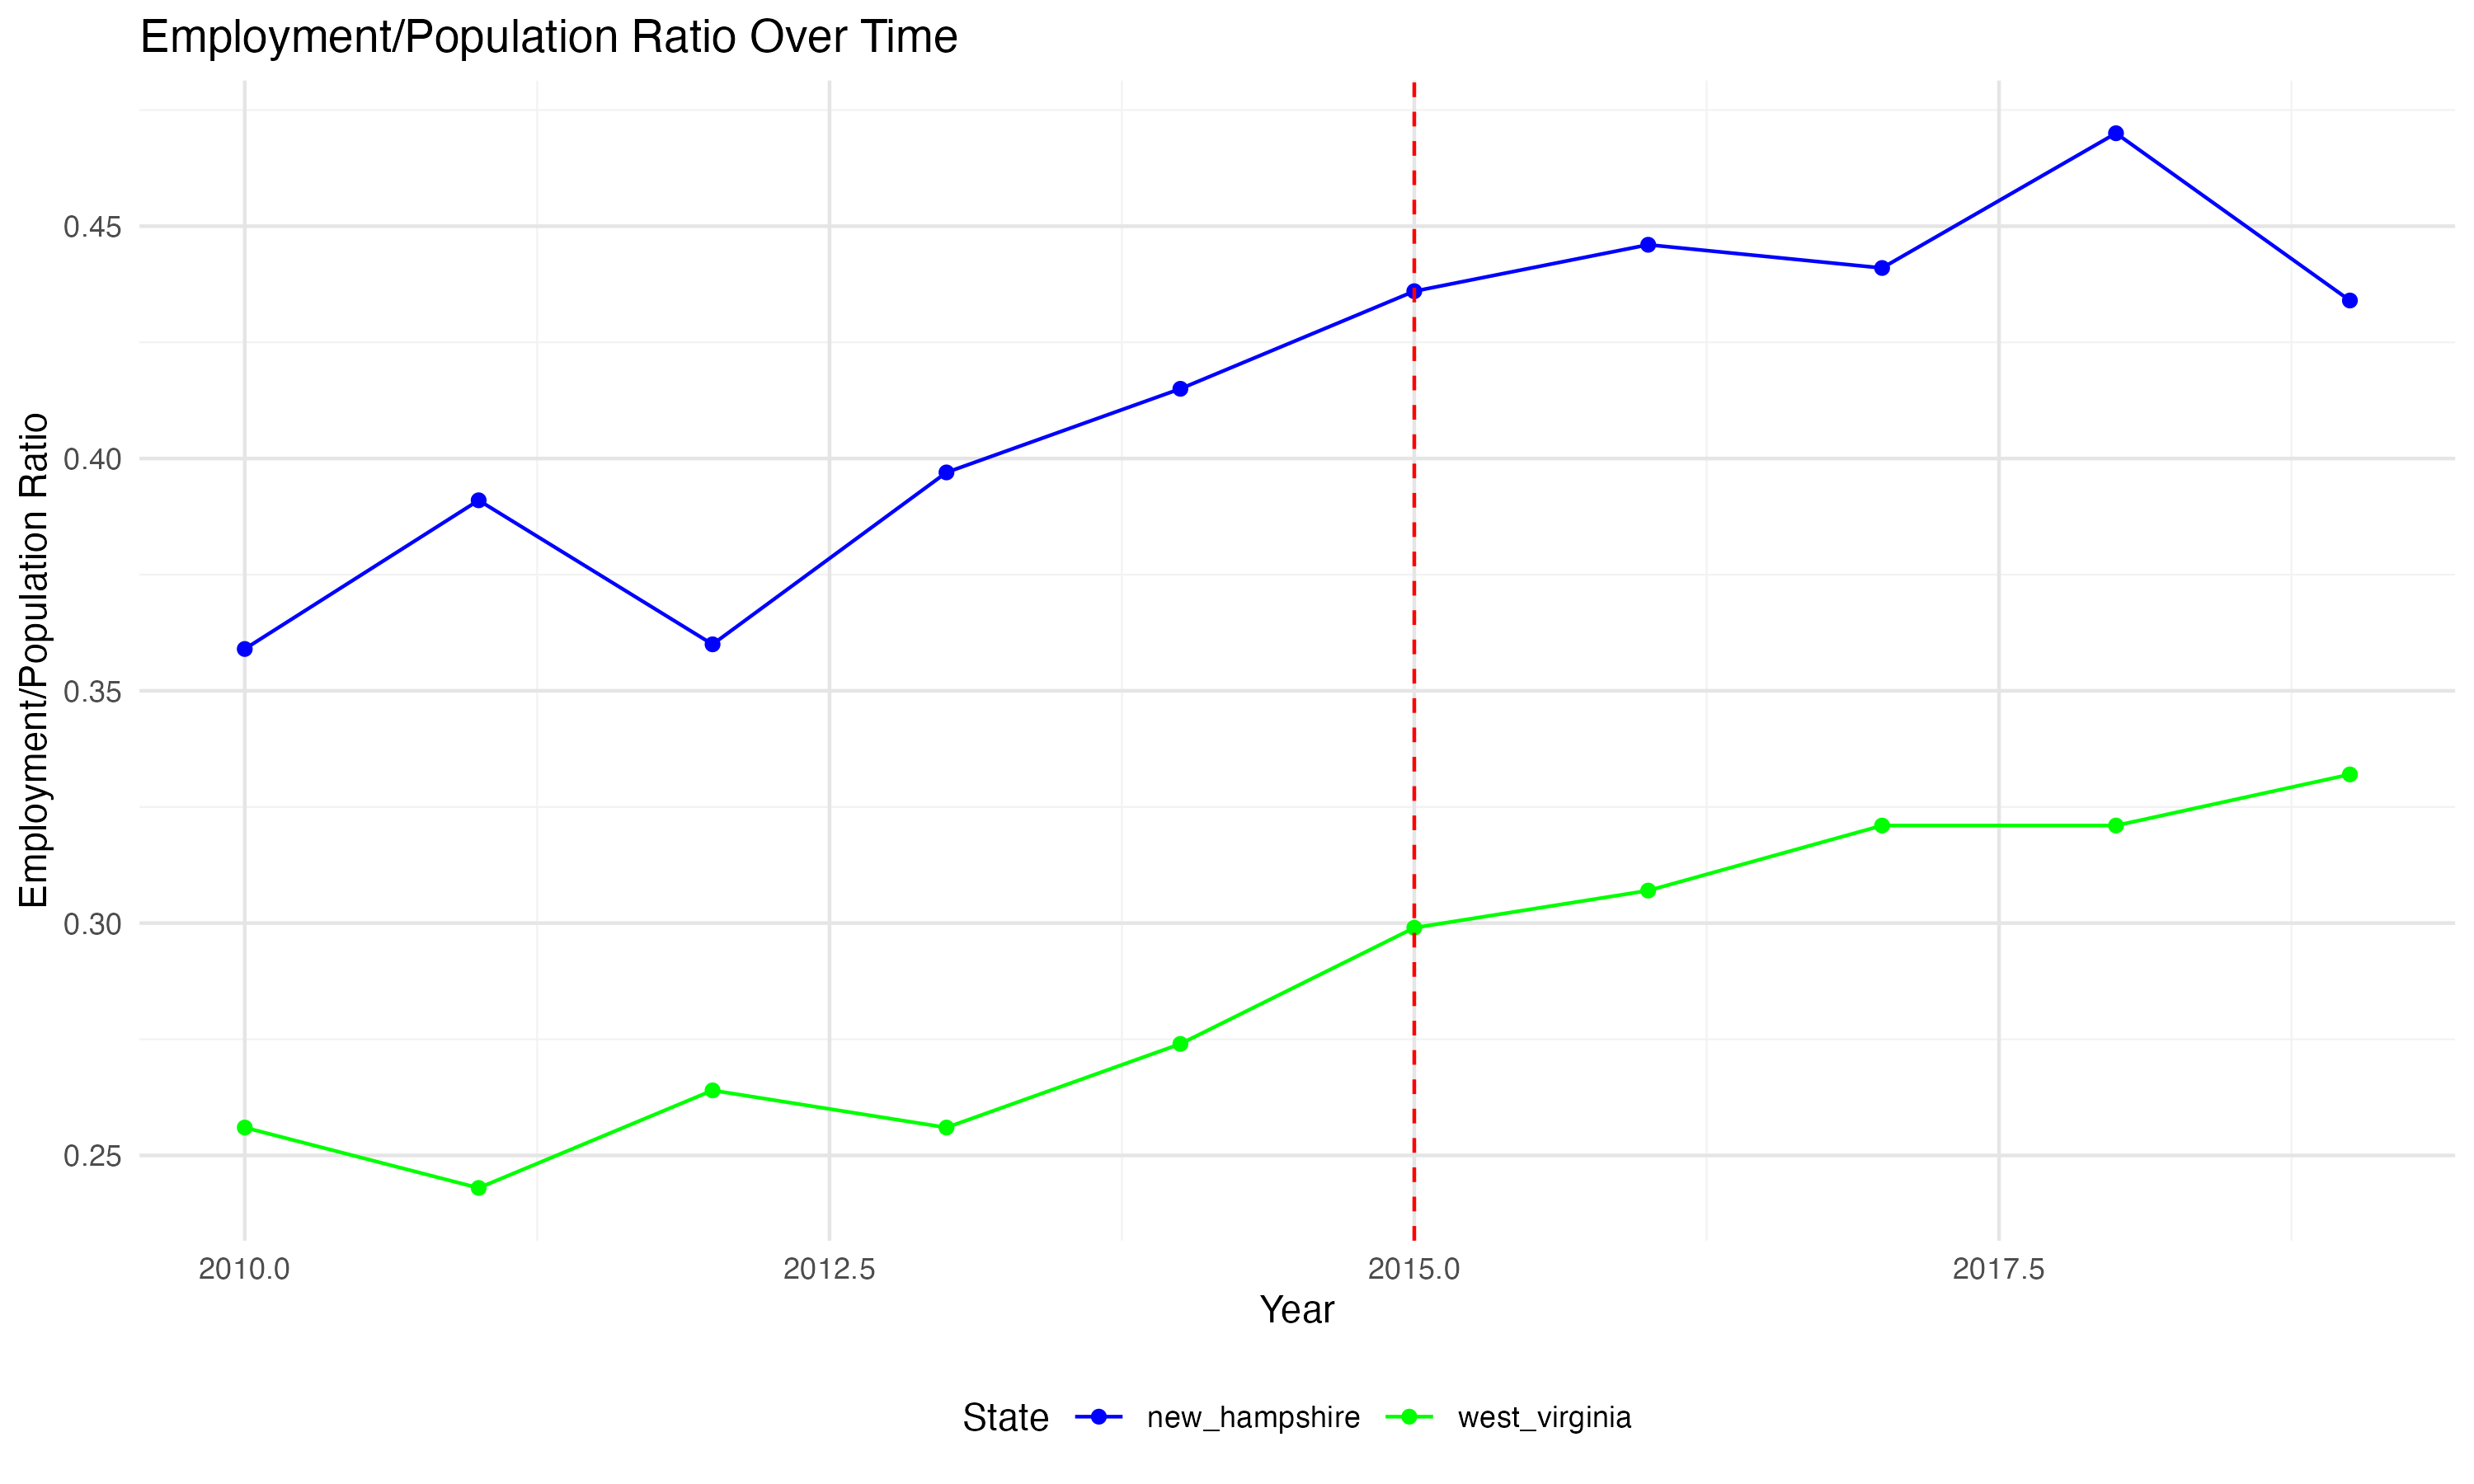 Employment/Population Ratio Over Time
Employment/Population Ratio
0.45
0.40
0.35
0.30
0.25
2010.0 2012.5 2015.0 2017.5
Year
State new_hampshire west_virginia